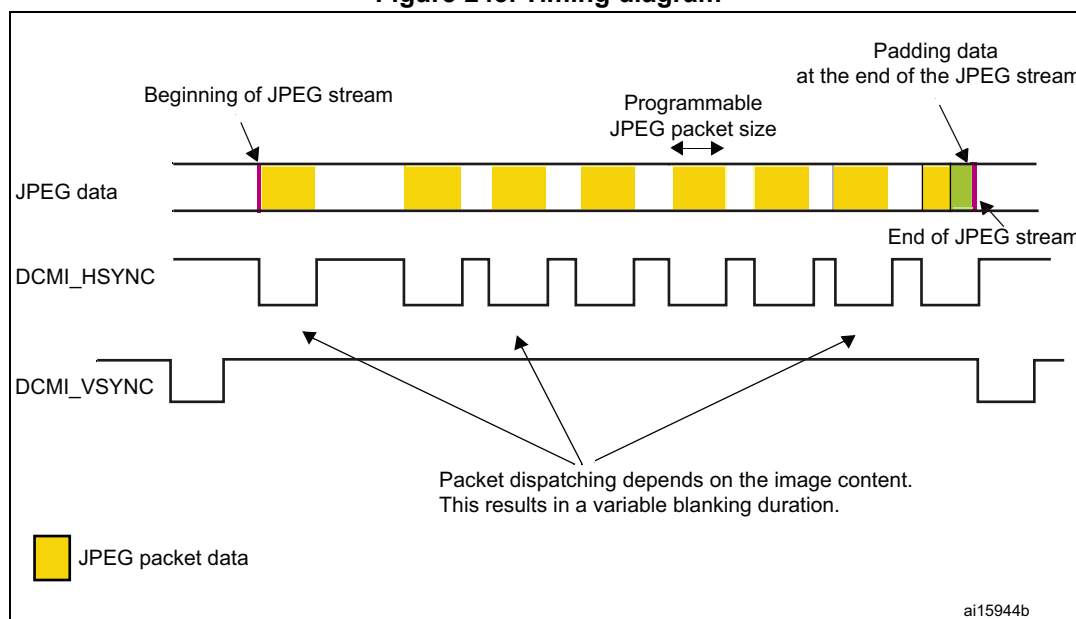 Beginning of JPEG stream
Programmable
JPEG packet size
Padding data
at the end of the JPEG stream
JPEG data
End of JPEG stream
DCMI_HSYNC
DCMI_VSYNC
Packet dispatching depends on the image content.
This results in a variable blanking duration.
JPEG packet data
ai15944b